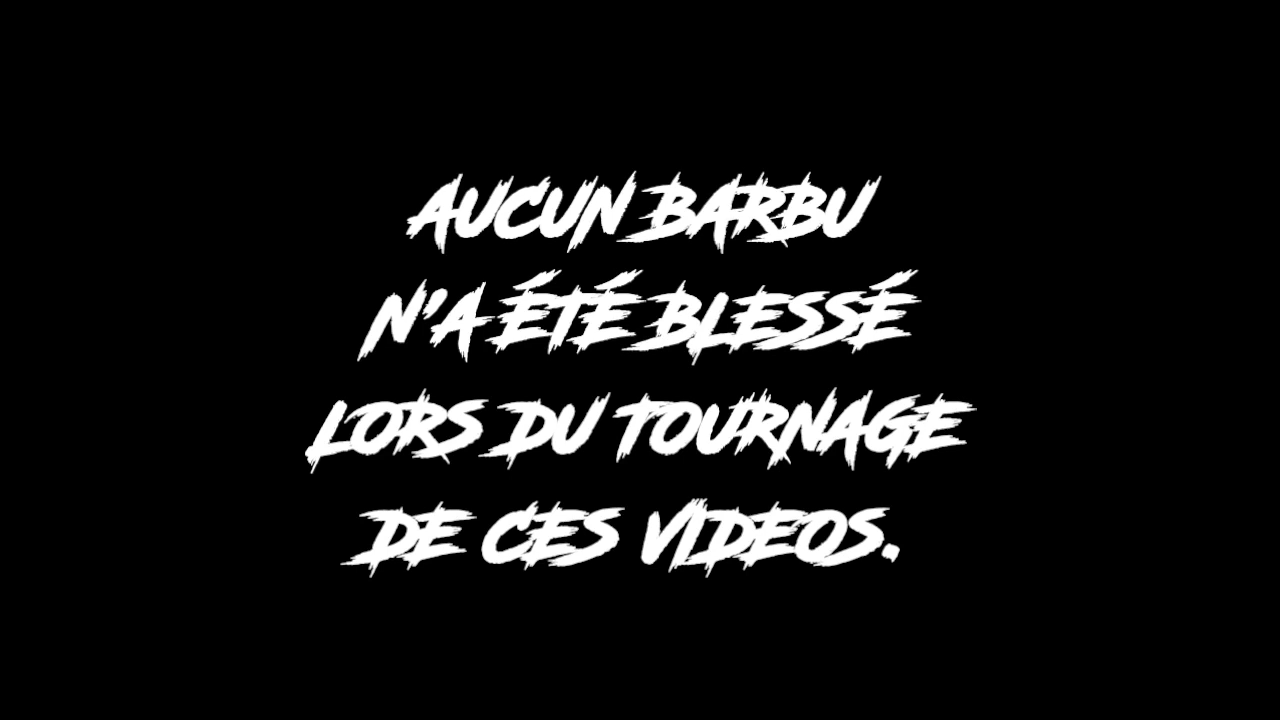 AUCUN BARBU
N'A ÉTÉ BLESSÉ
LORS DU TOURNAGE
DE CES VIDEOS.